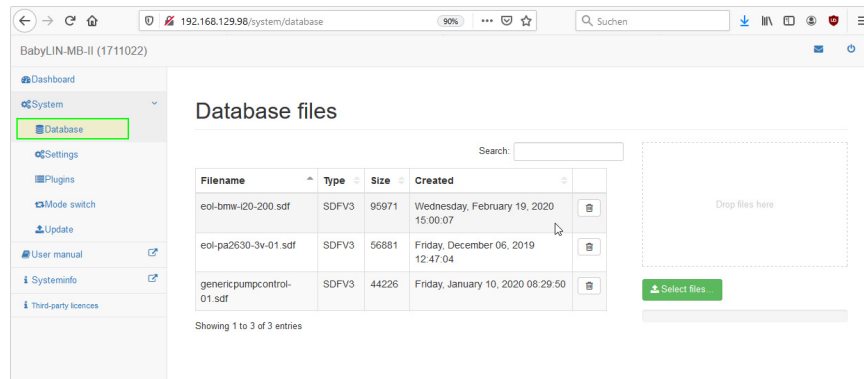 192.168.129.98/system/database
90%
Suchen
BabyLIN-MB-II (1711022)
Dashboard
System
Database
Settings
Plugins
Mode switch
Update
User manual
Systeminfo
Third-party licences
Database files
Search:
Filename Type Size Created
eol-bmw-i20-200.sdf SDFV3 95971 Wednesday, February 19, 2020
15:00:07
eol-pa2630-3v-01.sdf SDFV3 56881 Friday, December 06, 2019
12:47:04
genericpumpcontrol- SDFV3 44226 Friday, January 10, 2020 08:29:50
01.sdf
Showing 1 to 3 of 3 entries
Drop files here
Select files...